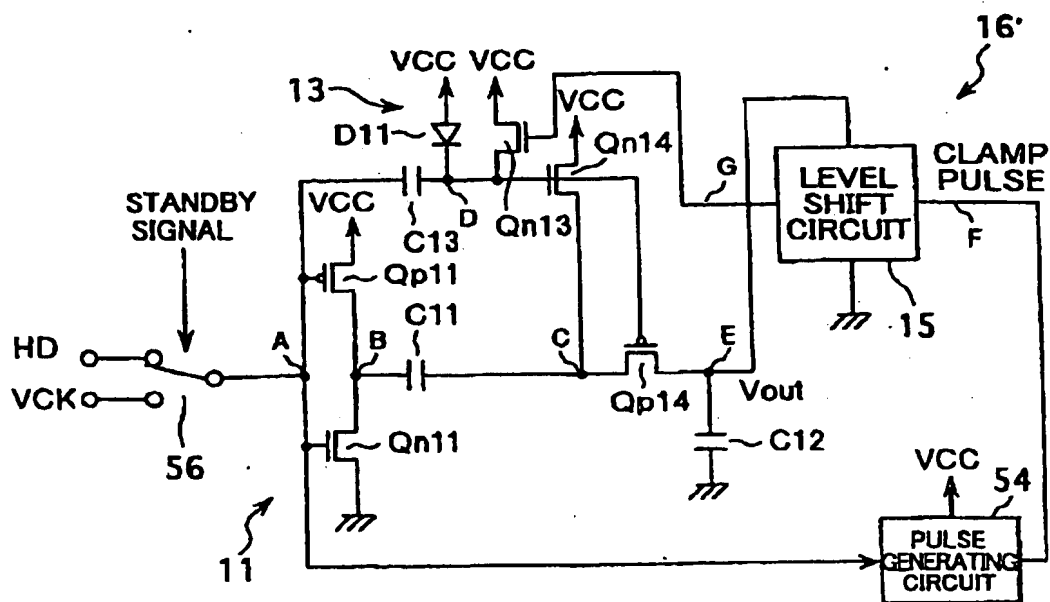 16'
VCC
VCC
13
VCC
D11
Qn14
CLAMP
PULSE
G
LEVEL
SHIFT
CIRCUIT
STANDBY
SIGNAL
D
VCC
Qn13
F
C13
Qp11
15
C11
A
B
C
E
HD
VCK
Qp14
Vout
Qn11
C12
56
VCC
54
11
PULSE
GENERATING
CIRCUIT